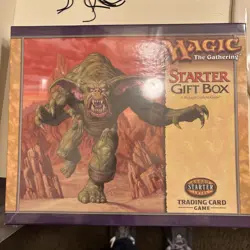 MAGIC
The Gathering
STARTER
GIFT BOX
STARTER
TRADING CARD
GAME